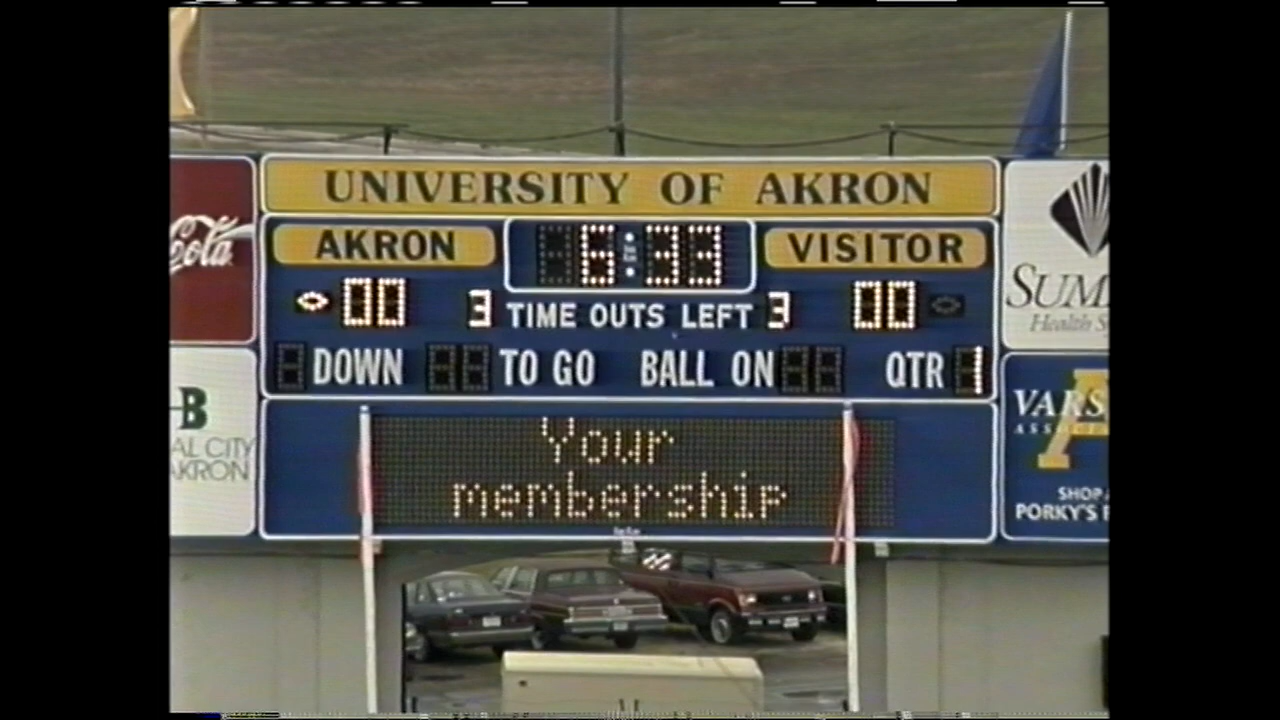 UNIVERSITY OF AKRON
AKRON
6:33
VISITOR
00
3 TIME OUTS LEFT 3
00
DOWN
TO GO
BALL ON
QTR 1
Your
membership
Cola
B
AL CITY
AKRON
SUM
Health S
VARS
ASSOCIA
A
SHOP A
PORKY'S